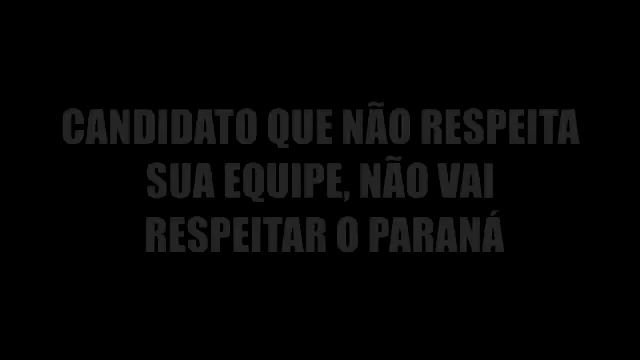 CANDIDATO QUE NÃO RESPEITA
SUA EQUIPE, NÃO VAI
RESPEITAR O PARANÁ